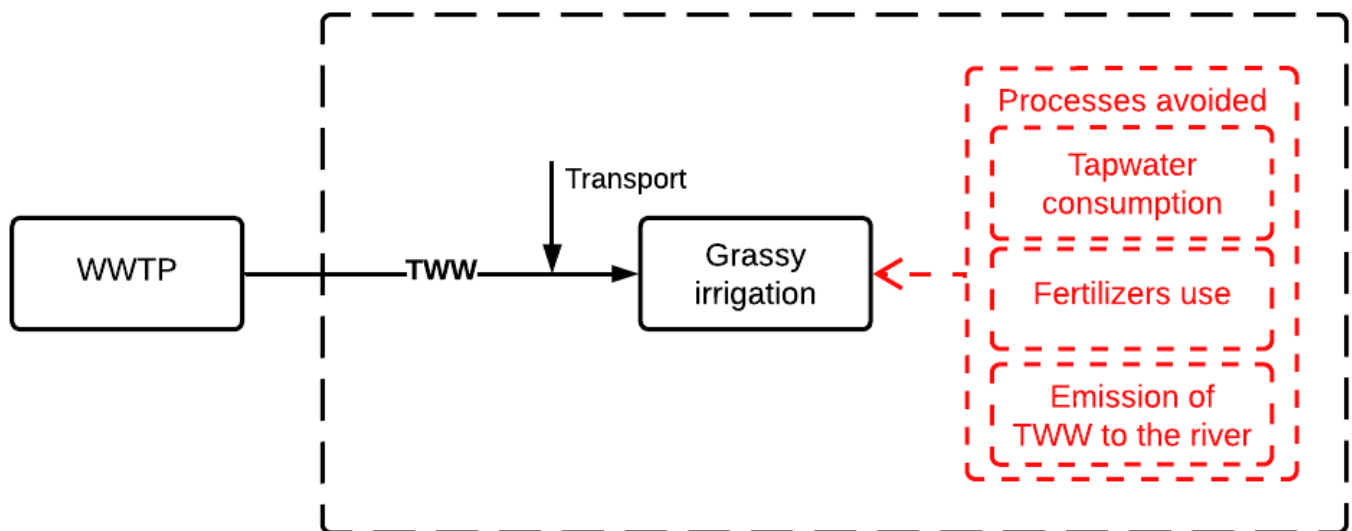 WWTP
TWW
Transport
Grassy
irrigation
Processes avoided
Tapwater
consumption
Fertilizers use
Emission of
TWW to the river